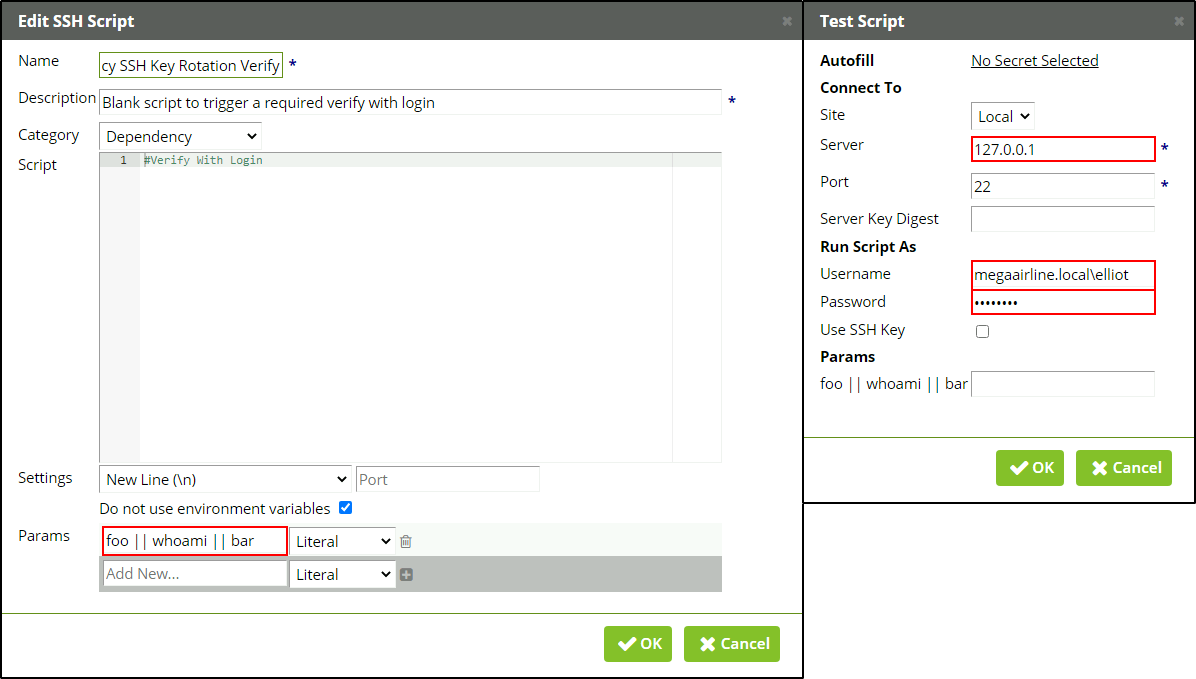 Edit SSH Script
Name cy SSH Key Rotation Verify *
Description Blank script to trigger a required verify with login *
Category Dependency
Script 1 #Verify With Login
Settings New Line (\n) Port
Do not use environment variables
Params foo || whoami || bar Literal
Add New... Literal
OK Cancel
Test Script
Autofill No Secret Selected
Connect To
Site Local
Server 127.0.0.1 *
Port 22 *
Server Key Digest
Run Script As
Username megaairline.local\elliot
Password ••••••••
Use SSH Key
Params
foo || whoami || bar
OK Cancel